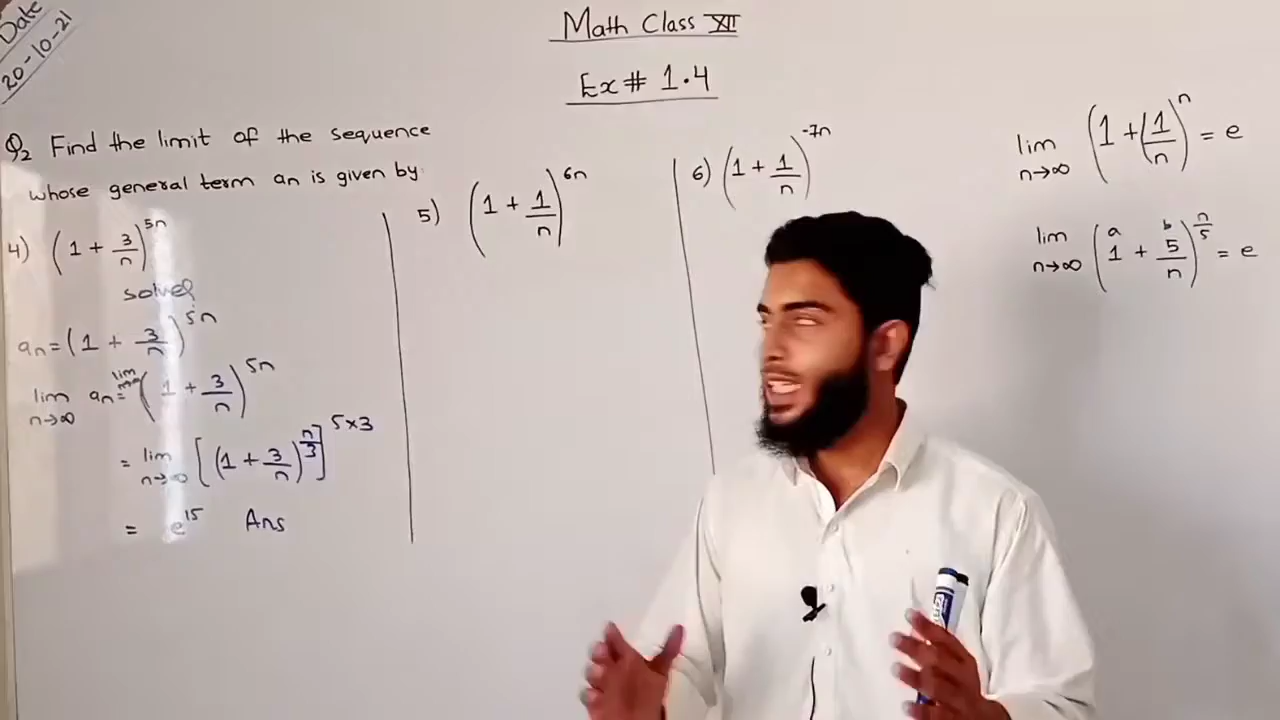 Date
20-10-21
Math Class XII
Ex# 1.4
Q2 Find the limit of the sequence
whose general term an is given by
4) (1 + 3/n)^5n
solve
an = (1 + 3/n)^5n
lim n→∞ an = lim (1 + 3/n)^5n
= lim n→∞ [(1 + 3/n)^n/3]^5×3
= e^15 Ans
5) (1 + 1/n)^6n
6) (1 + 1/n)^-7n
lim n→∞ (1 + (1/n)^n = e
a b
lim n→∞ (1 + 5/n)^n/5 = e